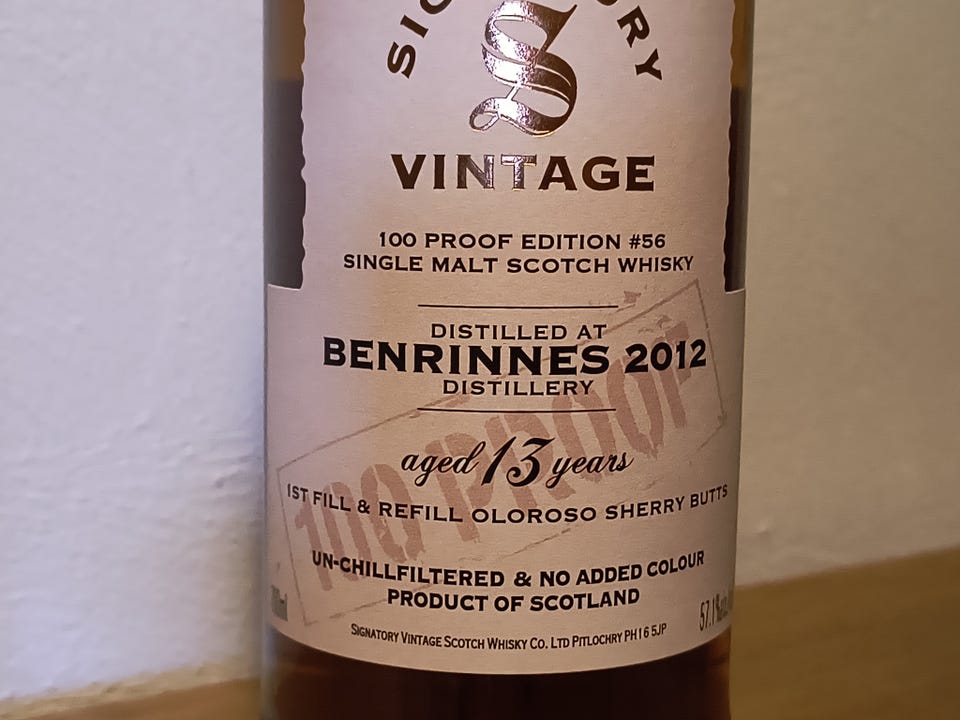 SIGNATORY
S
VINTAGE
100 PROOF EDITION #56
SINGLE MALT SCOTCH WHISKY
DISTILLED AT
BENRINNES 2012
DISTILLERY
100 PROOF
aged 13 years
1ST FILL & REFILL OLOROSO SHERRY BUTTS
UN-CHILLFILTERED & NO ADDED COLOUR
PRODUCT OF SCOTLAND
57.1%
SIGNATORY VINTAGE SCOTCH WHISKY CO. LTD PITLOCHRY PH16 5JP